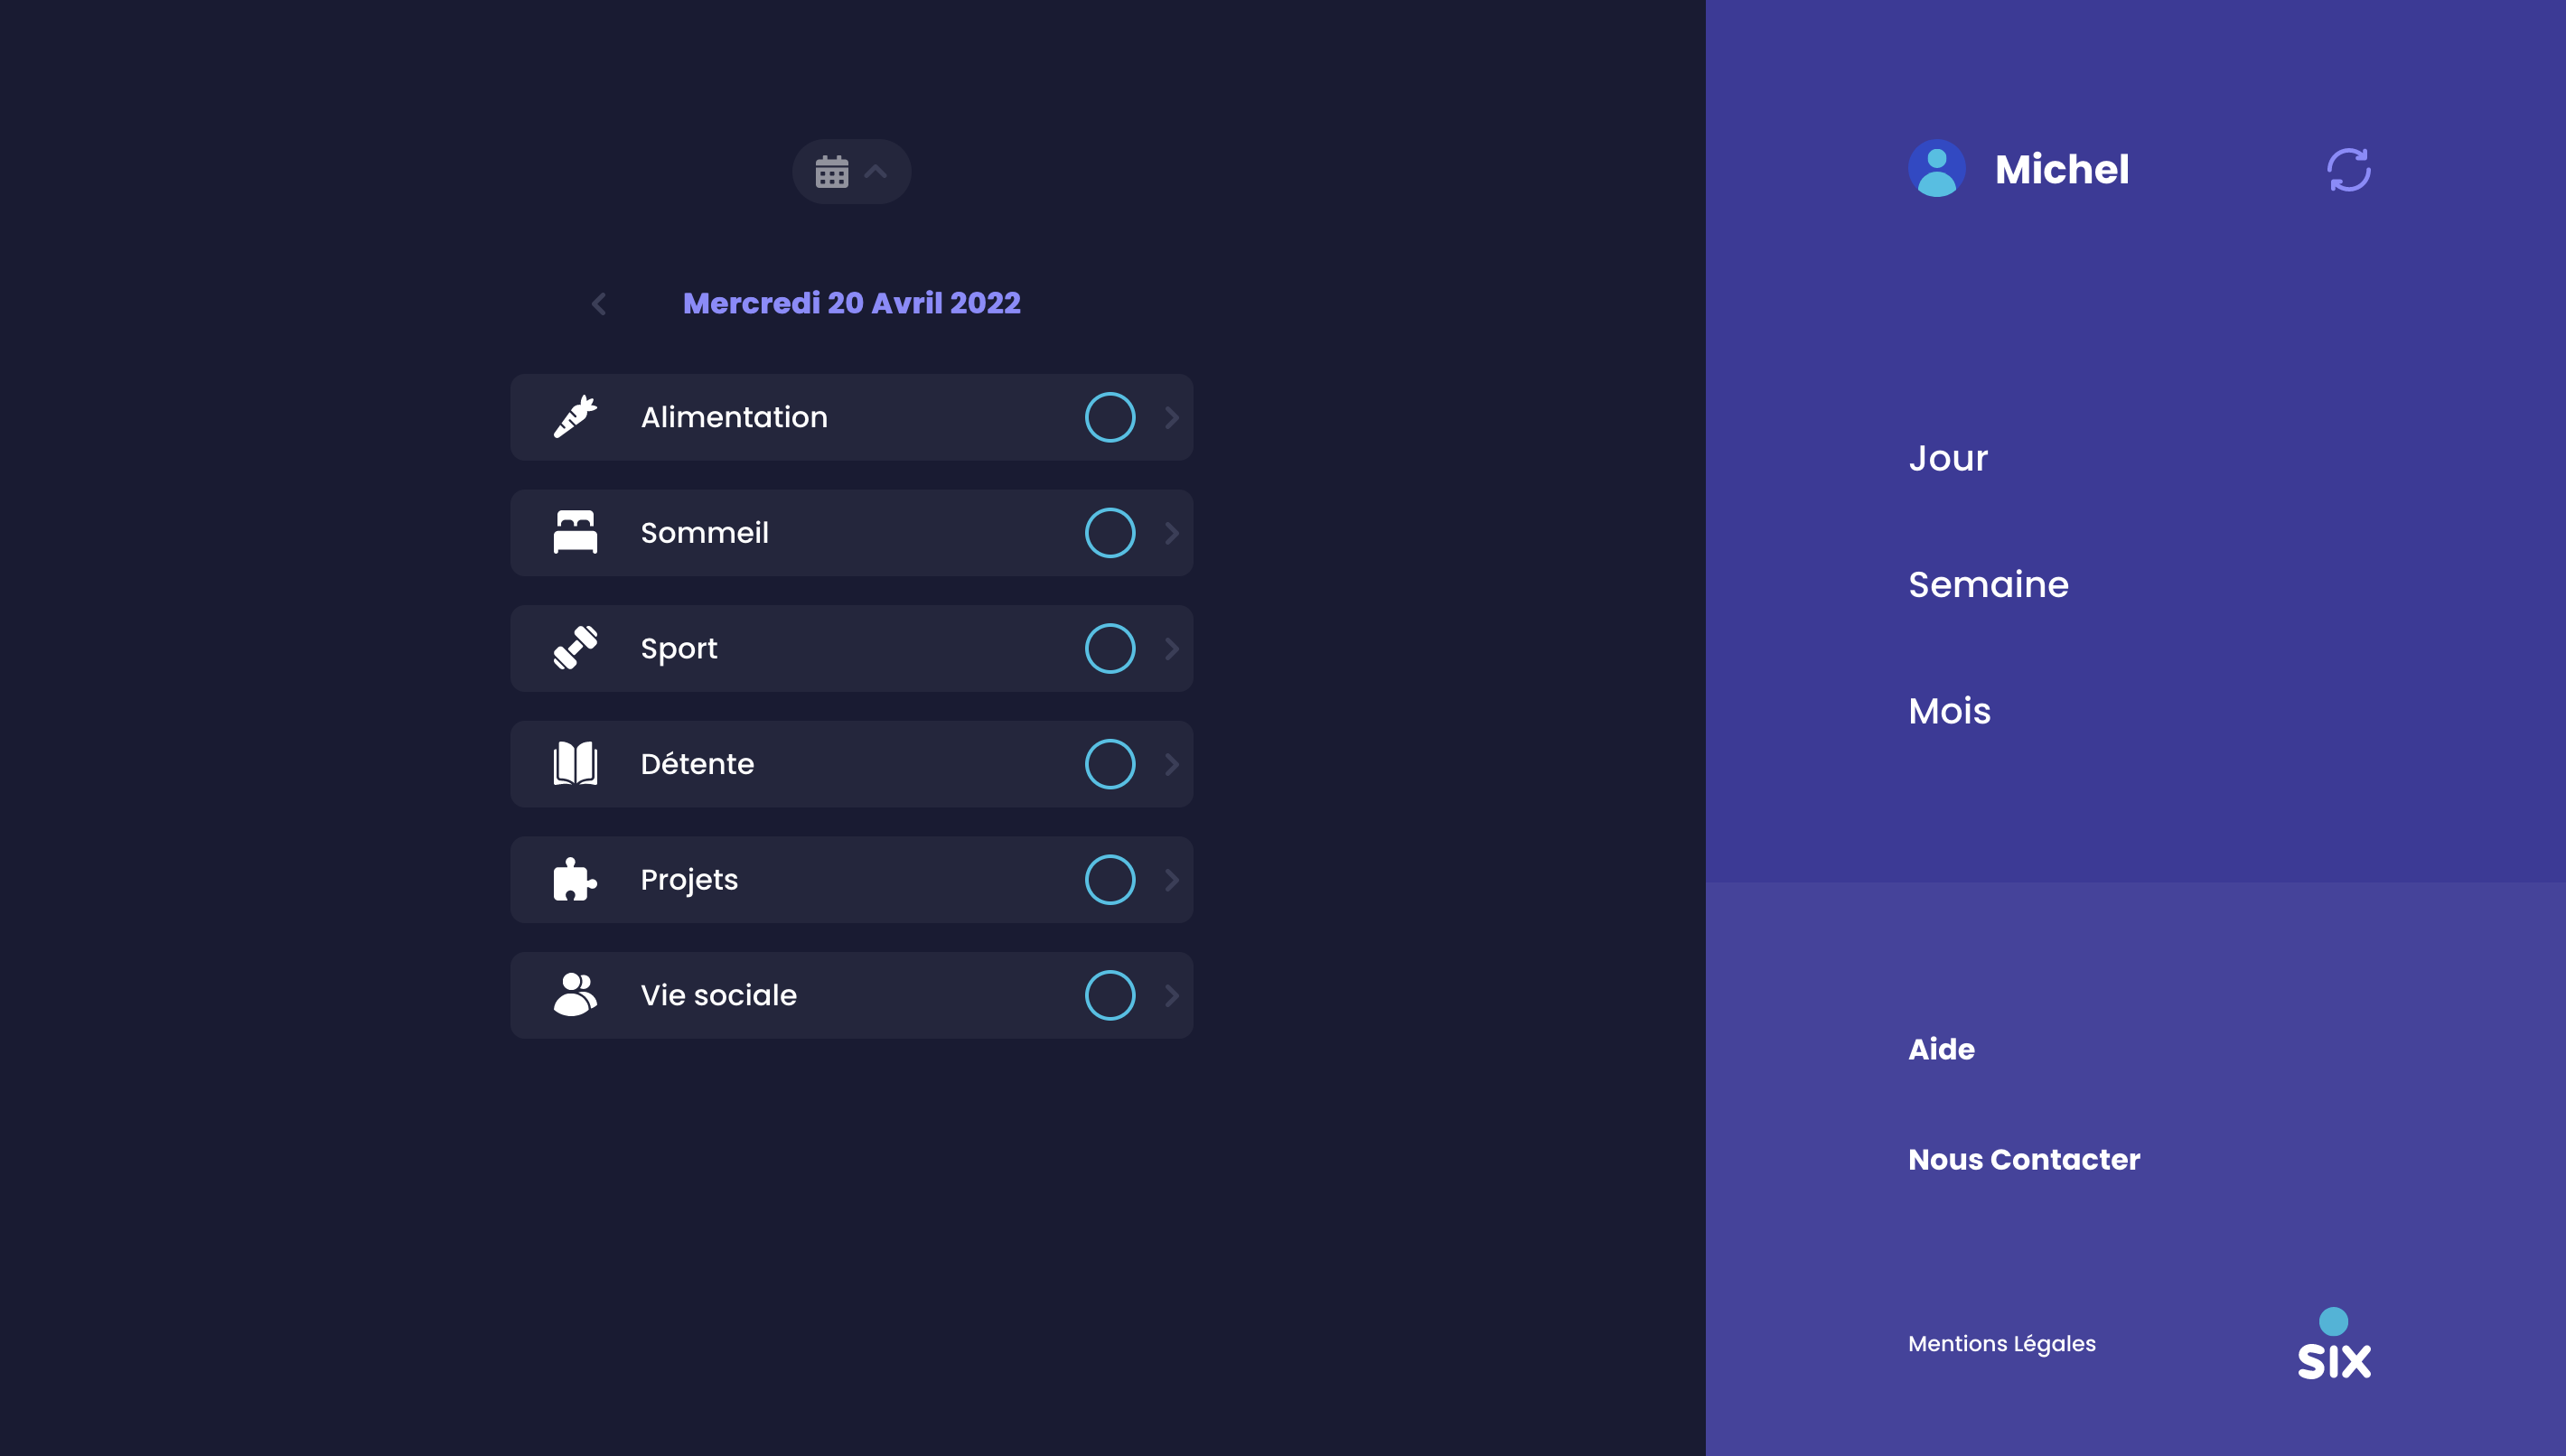 Mercredi 20 Avril 2022
Alimentation
Sommeil
Sport
Détente
Projets
Vie sociale
Michel
Jour
Semaine
Mois
Aide
Nous Contacter
Mentions Légales
six